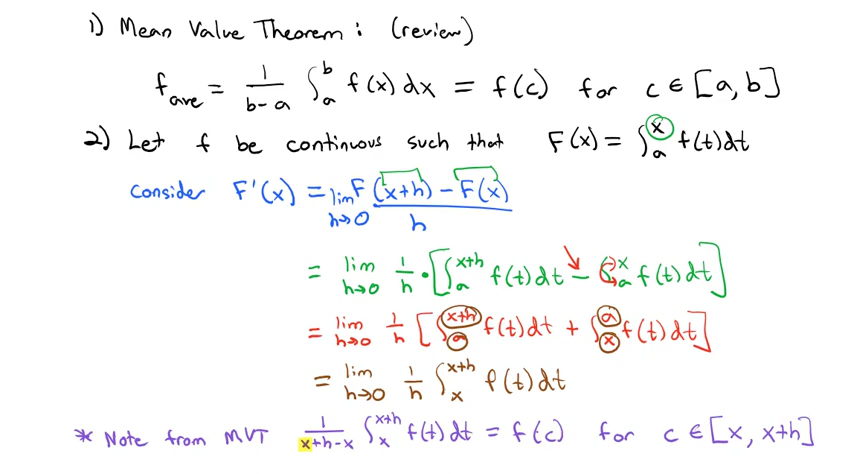 1) Mean Value Theorem: (review)
f_ave = 1/(b-a) ∫_a^b f(x) dx = f(c) for c ∈ [a, b]
2) Let f be continuous such that F(x) = ∫_a^x f(t) dt
consider F'(x) = lim_{h→0} (F(x+h) - F(x))/h
= lim_{h→0} 1/h · [∫_a^{x+h} f(t) dt - ∫_a^x f(t) dt]
= lim_{h→0} 1/h [∫_a^{x+h} f(t) dt + ∫_x^a f(t) dt]
= lim_{h→0} 1/h ∫_x^{x+h} f(t) dt
* Note from MVT 1/(x+h-x) ∫_x^{x+h} f(t) dt = f(c) for c ∈ [x, x+h]